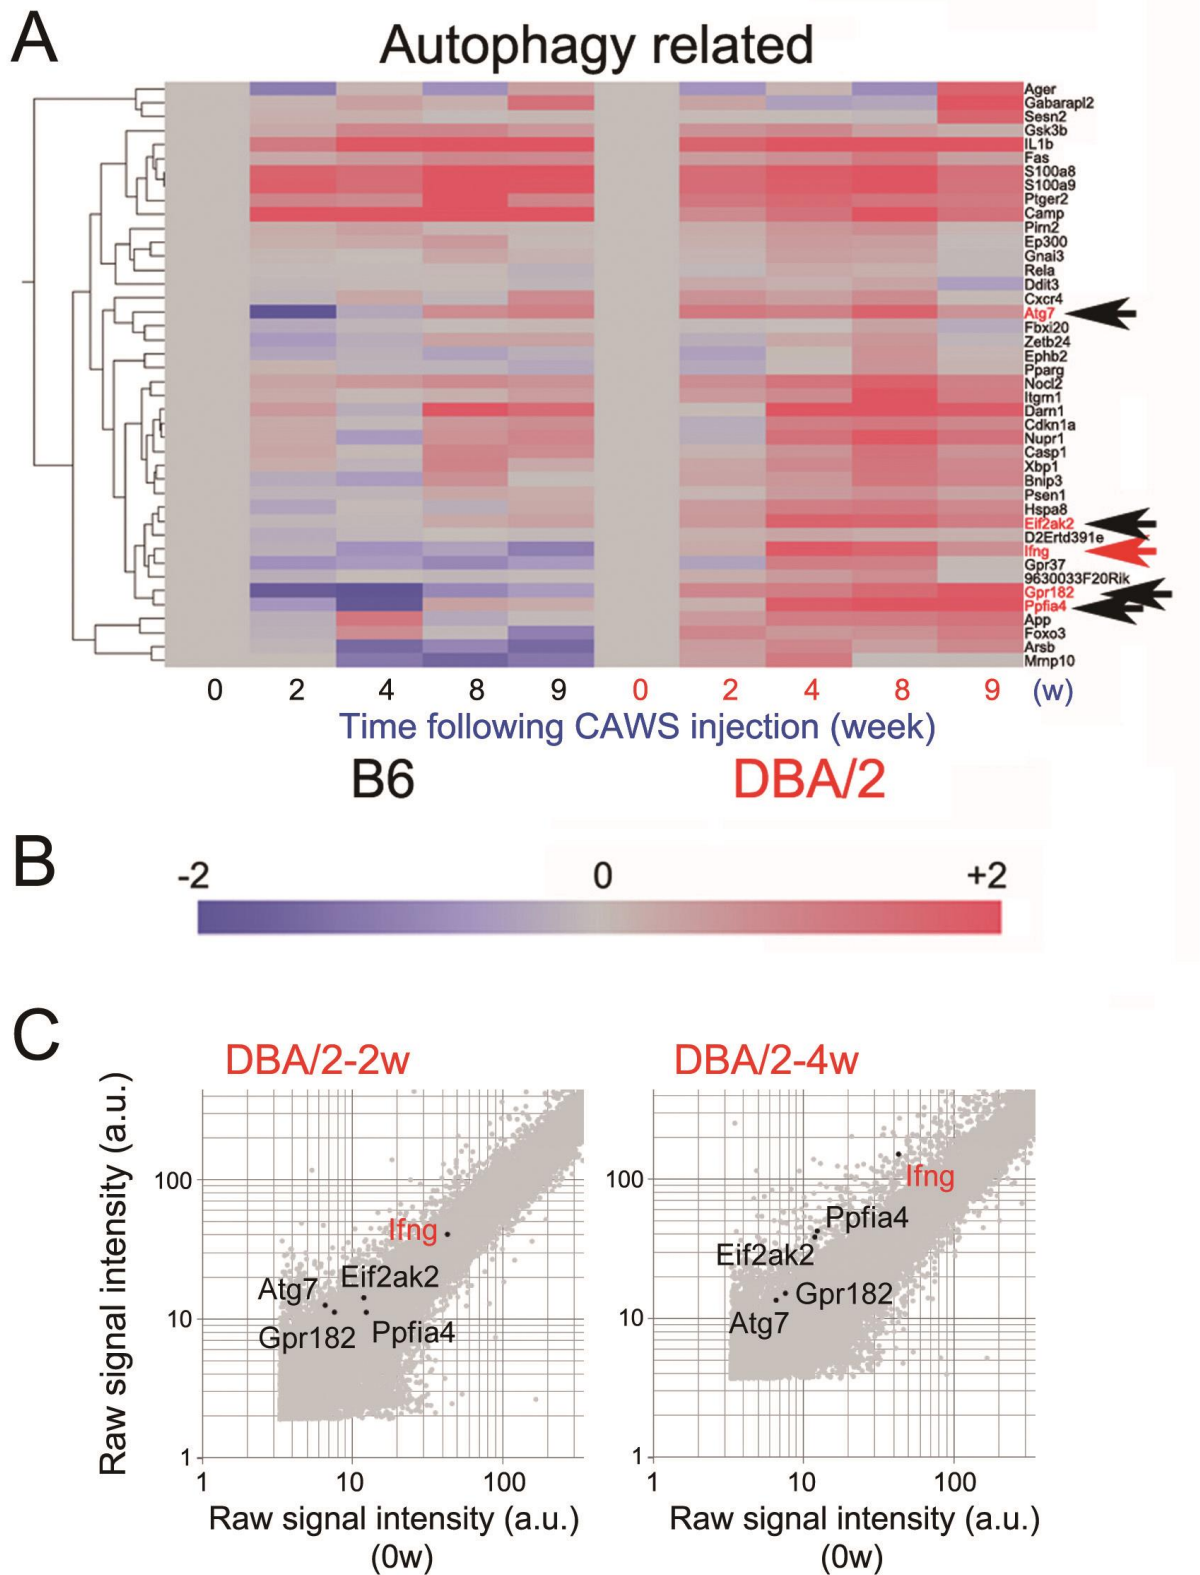 A
Autophagy related
Ager
Gabarapl2
Sesn2
Gsk3b
IL1b
Fas
S100a8
S100a9
Ptger2
Camp
Pirn2
Ep300
Gnai3
Rela
Ddit3
Cxcr4
Atg7
Fbxl20
Zetb24
Ephb2
Pparg
Nocl2
Itgm1
Darn1
Cdkn1a
Nupr1
Casp1
Xbp1
Bnip3
Psen1
Hspa8
Eif2ak2
D2Ertd391e
Ifng
Gpr37
9630033F20Rik
Gpr182
Ppfia4
App
Foxo3
Arsb
Mmp10
0 2 4 8 9 0 2 4 8 9 (w)
Time following CAWS injection (week)
B6 DBA/2
B
-2 0 +2
C
DBA/2-2w
Raw signal intensity (a.u.)
100
10
1
Ifng
Atg7
Eif2ak2
Gpr182
Ppfia4
1 10 100
Raw signal intensity (a.u.)
(0w)
DBA/2-4w
100
10
1
Ifng
Ppfia4
Eif2ak2
Gpr182
Atg7
1 10 100
Raw signal intensity (a.u.)
(0w)